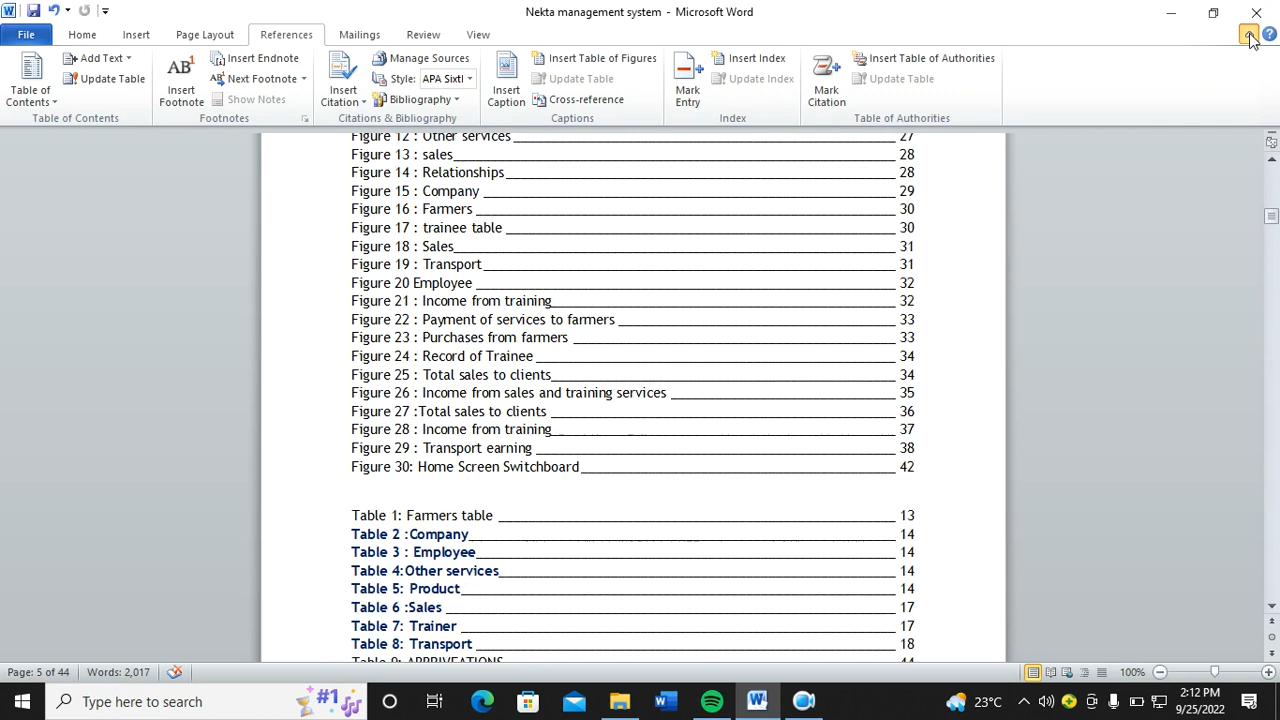 Nekta management system - Microsoft Word
File Home Insert Page Layout References Mailings Review View
Table of Contents
Add Text
Update Table
Table of Contents
AB1
Insert Footnote
Insert Endnote
Next Footnote
Show Notes
Footnotes
Insert Citation
Manage Sources
Style: APA Sixtl
Bibliography
Citations & Bibliography
Insert Caption
Insert Table of Figures
Update Table
Cross-reference
Captions
Mark Entry
Insert Index
Update Index
Index
Mark Citation
Insert Table of Authorities
Update Table
Table of Authorities
Figure 12 : Other services 27
Figure 13 : sales 28
Figure 14 : Relationships 28
Figure 15 : Company 29
Figure 16 : Farmers 30
Figure 17 : trainee table 30
Figure 18 : Sales 31
Figure 19 : Transport 31
Figure 20 Employee 32
Figure 21 : Income from training 32
Figure 22 : Payment of services to farmers 33
Figure 23 : Purchases from farmers 33
Figure 24 : Record of Trainee 34
Figure 25 : Total sales to clients 34
Figure 26 : Income from sales and training services 35
Figure 27 :Total sales to clients 36
Figure 28 : Income from training 37
Figure 29 : Transport earning 38
Figure 30: Home Screen Switchboard 42
Table 1: Farmers table 13
Table 2 :Company 14
Table 3 : Employee 14
Table 4:Other services 14
Table 5: Product 14
Table 6 :Sales 17
Table 7: Trainer 17
Table 8: Transport 18
Page: 5 of 44 Words: 2,017 100%
Type here to search #1 23°C 2:12 PM
9/25/2022